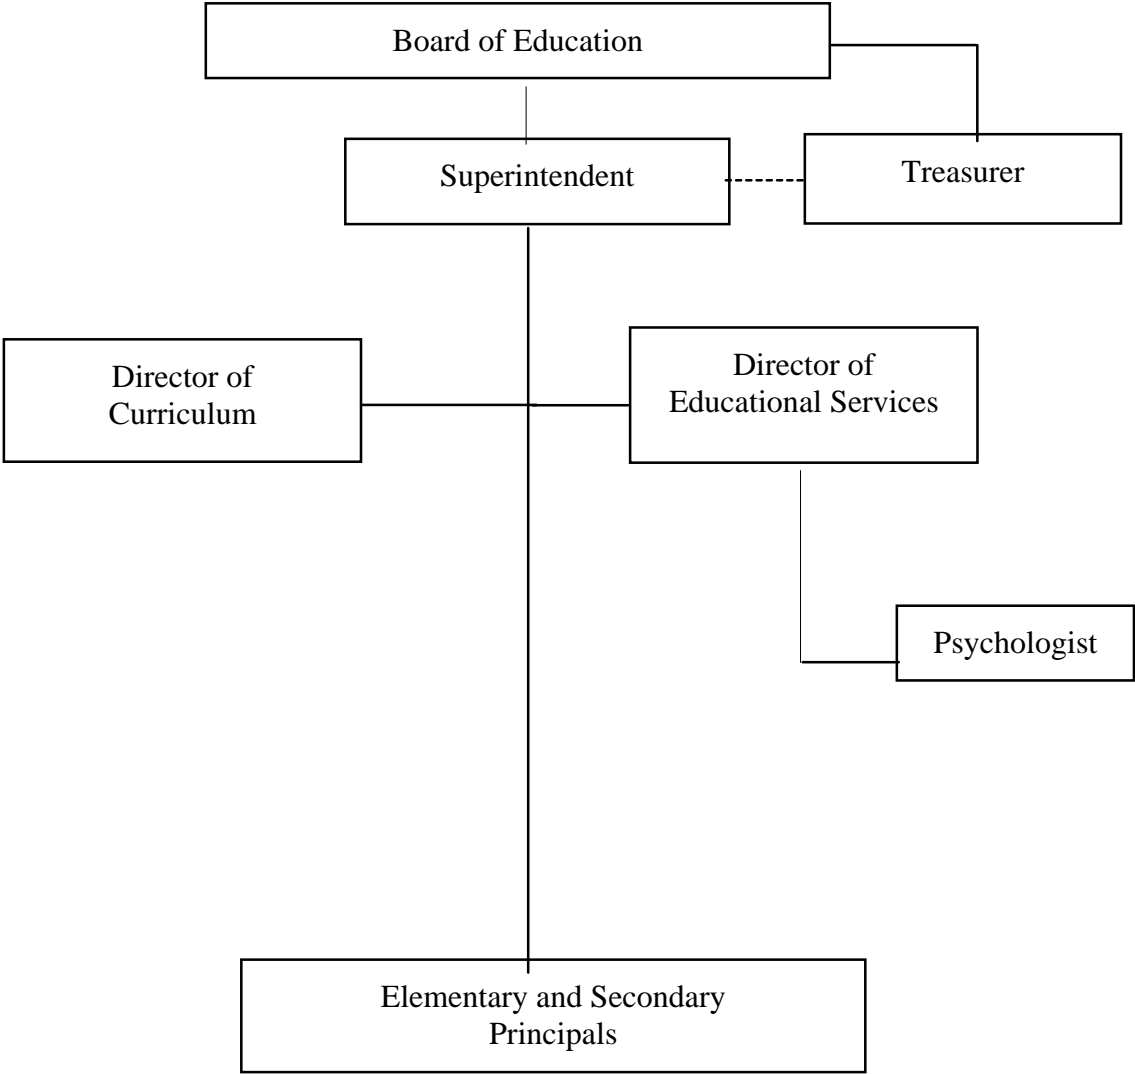 Board of Education
Superintendent
Treasurer
Director of
Curriculum
Director of
Educational Services
Psychologist
Elementary and Secondary
Principals